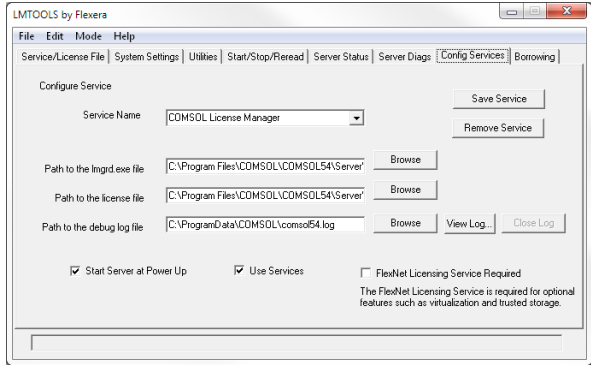 LMTOOLS by Flexera
File Edit Mode Help
Service/License File System Settings Utilities Start/Stop/Reread Server Status Server Diags Config Services Borrowing
Configure Service
Save Service
Service Name COMSOL License Manager
Remove Service
Path to the lmgrd.exe file C:\Program Files\COMSOL\COMSOL54\Server' Browse
Path to the license file C:\Program Files\COMSOL\COMSOL54\Server' Browse
Path to the debug log file C:\ProgramData\COMSOL\comsol54.log Browse View Log... Close Log
Start Server at Power Up Use Services FlexNet Licensing Service Required
The FlexNet Licensing Service is required for optional
features such as virtualization and trusted storage.